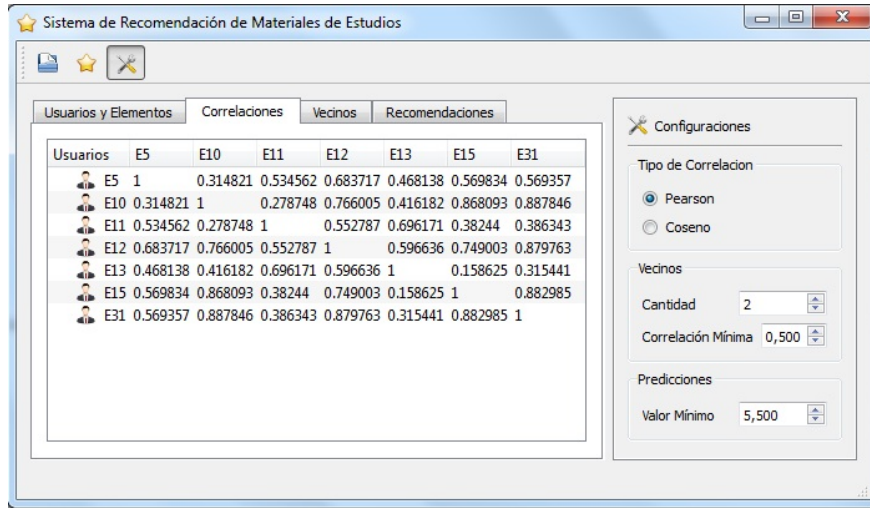 Sistema de Recomendación de Materiales de Estudios
Usuarios y Elementos Correlaciones Vecinos Recomendaciones
Usuarios E5 E10 E11 E12 E13 E15 E31
E5 1 0.314821 0.534562 0.683717 0.468138 0.569834 0.569357
E10 0.314821 1 0.278748 0.766005 0.416182 0.868093 0.887846
E11 0.534562 0.278748 1 0.552787 0.696171 0.38244 0.386343
E12 0.683717 0.766005 0.552787 1 0.596636 0.749003 0.879763
E13 0.468138 0.416182 0.696171 0.596636 1 0.158625 0.315441
E15 0.569834 0.868093 0.38244 0.749003 0.158625 1 0.882985
E31 0.569357 0.887846 0.386343 0.879763 0.315441 0.882985 1
Configuraciones
Tipo de Correlacion
Pearson
Coseno
Vecinos
Cantidad 2
Correlación Mínima 0,500
Predicciones
Valor Mínimo 5,500